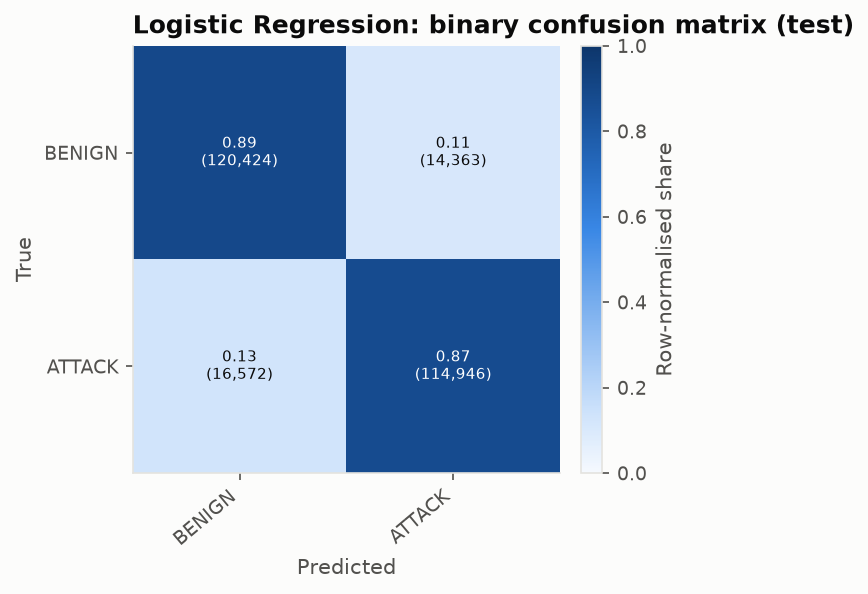 Logistic Regression: binary confusion matrix (test)
1.0
0.89
(120,424)
0.11
(14,363)
BENIGN
0.8
0.6
True
Row-normalised share
0.4
0.13
(16,572)
0.87
(114,946)
ATTACK
0.2
0.0
BENIGN
ATTACK
Predicted